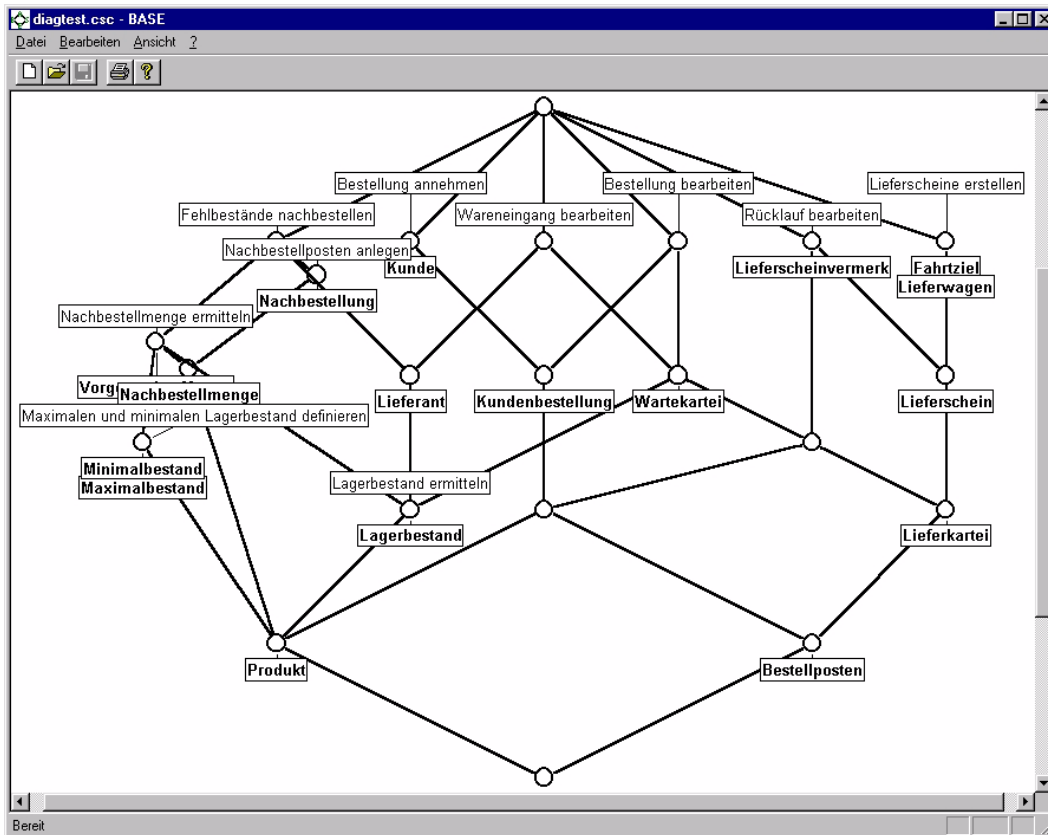 diagtest.csc - BASE
Datei Bearbeiten Ansicht ?
Bestellung annehmen
Bestellung bearbeiten
Lieferscheine erstellen
Fehlbestände nachbestellen
Wareneingang bearbeiten
Rücklauf bearbeiten
Nachbestellposten anlegen
Kunde
Lieferscheinvermerk
Fahrtziel
Lieferwagen
Nachbestellung
Nachbestellmenge ermitteln
Nachbestellmenge
Lieferant
Kundenbestellung
Wartekartei
Lieferschein
Maximalen und minimalen Lagerbestand definieren
Minimalbestand
Maximalbestand
Lagerbestand ermitteln
Lagerbestand
Lieferkartei
Produkt
Bestellposten
Bereit